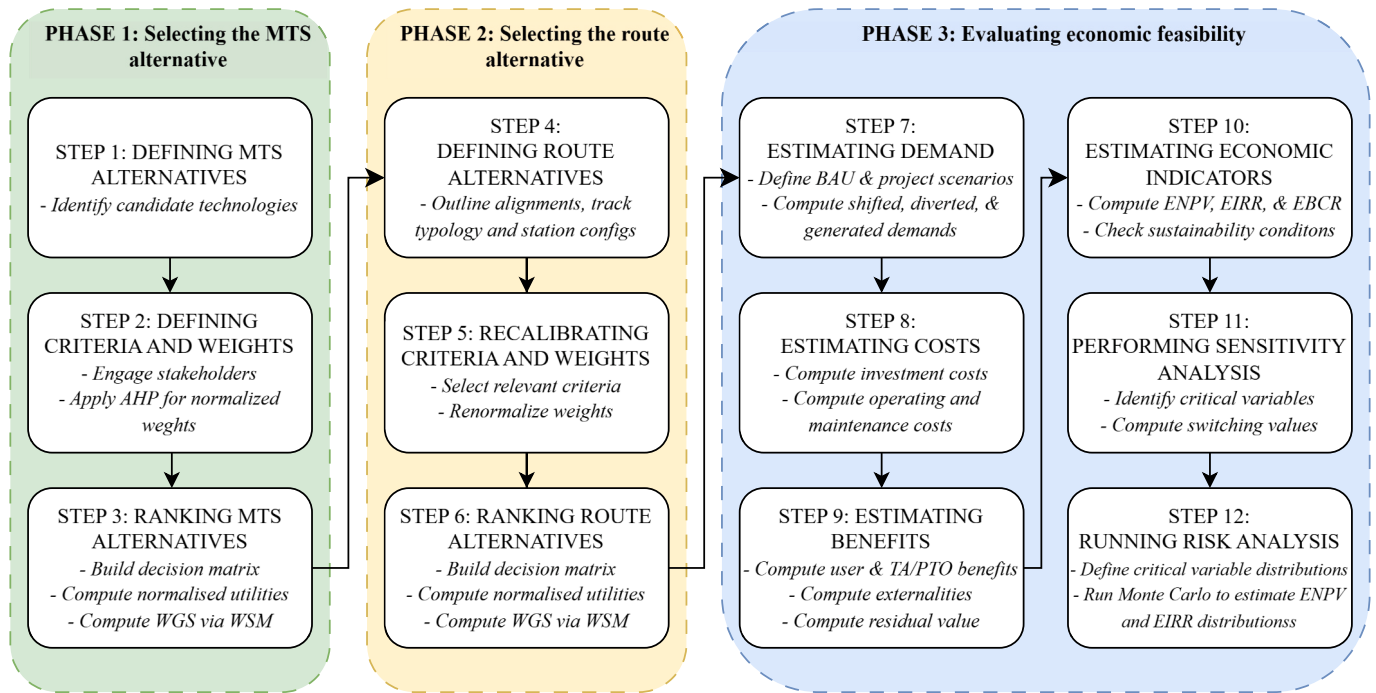 PHASE 1: Selecting the MTS
alternative
STEP 1: DEFINING MTS
ALTERNATIVES
- Identify candidate technologies
STEP 2: DEFINING
CRITERIA AND WEIGHTS
- Engage stakeholders
- Apply AHP for normalized
weghts
STEP 3: RANKING MTS
ALTERNATIVES
- Build decision matrix
- Compute normalised utilities
- Compute WGS via WSM
PHASE 2: Selecting the route
alternative
STEP 4:
DEFINING ROUTE
ALTERNATIVES
- Outline alignments, track
typology and station configs
STEP 5: RECALIBRATING
CRITERIA AND WEIGHTS
- Select relevant criteria
- Renormalize weights
STEP 6: RANKING ROUTE
ALTERNATIVES
- Build decision matrix
- Compute normalised utilities
- Compute WGS via WSM
PHASE 3: Evaluating economic feasibility
STEP 7:
ESTIMATING DEMAND
- Define BAU & project scenarios
- Compute shifted, diverted, &
generated demands
STEP 8:
ESTIMATING COSTS
- Compute investment costs
- Compute operating and
maintenance costs
STEP 9: ESTIMATING
BENEFITS
- Compute user & TA/PTO benefits
- Compute externalities
- Compute residual value
STEP 10:
ESTIMATING ECONOMIC
INDICATORS
- Compute ENPV, EIRR, & EBCR
- Check sustainability conditons
STEP 11:
PERFORMING SENSITIVITY
ANALYSIS
- Identify critical variables
- Compute switching values
STEP 12:
RUNNING RISK ANALYSIS
- Define critical variable distributions
- Run Monte Carlo to estimate ENPV
and EIRR distributionss